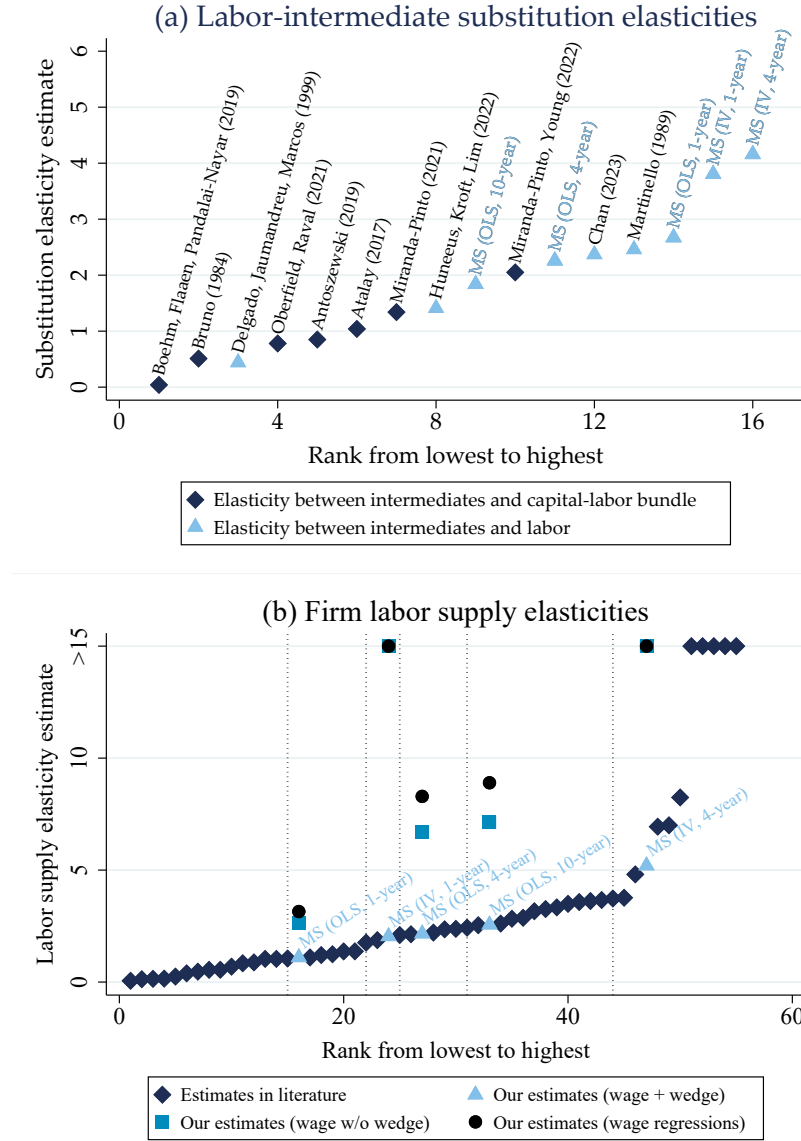 (a) Labor-intermediate substitution elasticities
Substitution elasticity estimate
6
5
4
3
2
1
0
Boehm, Flaaen, Pandalai-Nayar (2019)
Bruno (1984)
Delgado, Jaumandreu, Marcos (1999)
Oberfield, Raval (2021)
Antoszewski (2019)
Atalay (2017)
Miranda-Pinto (2021)
Huneeus, Kroft, Lim (2022)
MS (OLS, 10-year)
Miranda-Pinto, Young (2022)
MS (OLS, 4-year)
Chan (2023)
Martinello (1989)
MS (OLS, 1-year)
MS (IV, 1-year)
MS (IV, 4-year)
0 4 8 12 16
Rank from lowest to highest
Elasticity between intermediates and capital-labor bundle
Elasticity between intermediates and labor
(b) Firm labor supply elasticities
Labor supply elasticity estimate
>15
10
5
0
MS (OLS, 1-year)
MS (IV, 1-year)
MS (OLS, 4-year)
MS (OLS, 10-year)
MS (IV, 4-year)
0 20 40 60
Rank from lowest to highest
Estimates in literature Our estimates (wage + wedge)
Our estimates (wage w/o wedge) Our estimates (wage regressions)